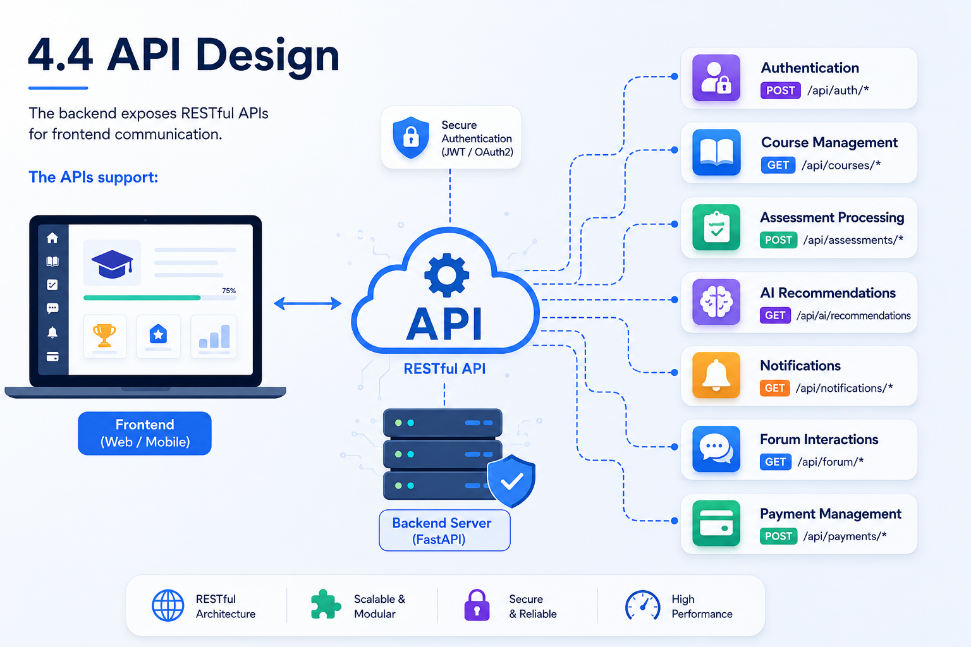 4.4 API Design
The backend exposes RESTful APIs
for frontend communication.
The APIs support:
75%
Frontend
(Web / Mobile)
Secure
Authentication
(JWT / OAuth2)
API
RESTful API
Backend Server
(FastAPI)
Authentication
POST /api/auth/*
Course Management
GET /api/courses/*
Assessment Processing
POST /api/assessments/*
AI Recommendations
GET /api/ai/recommendations
Notifications
GET /api/notifications/*
Forum Interactions
GET /api/forum/*
Payment Management
POST /api/payments/*
RESTful
Architecture
Scalable &
Modular
Secure
& Reliable
High
Performance